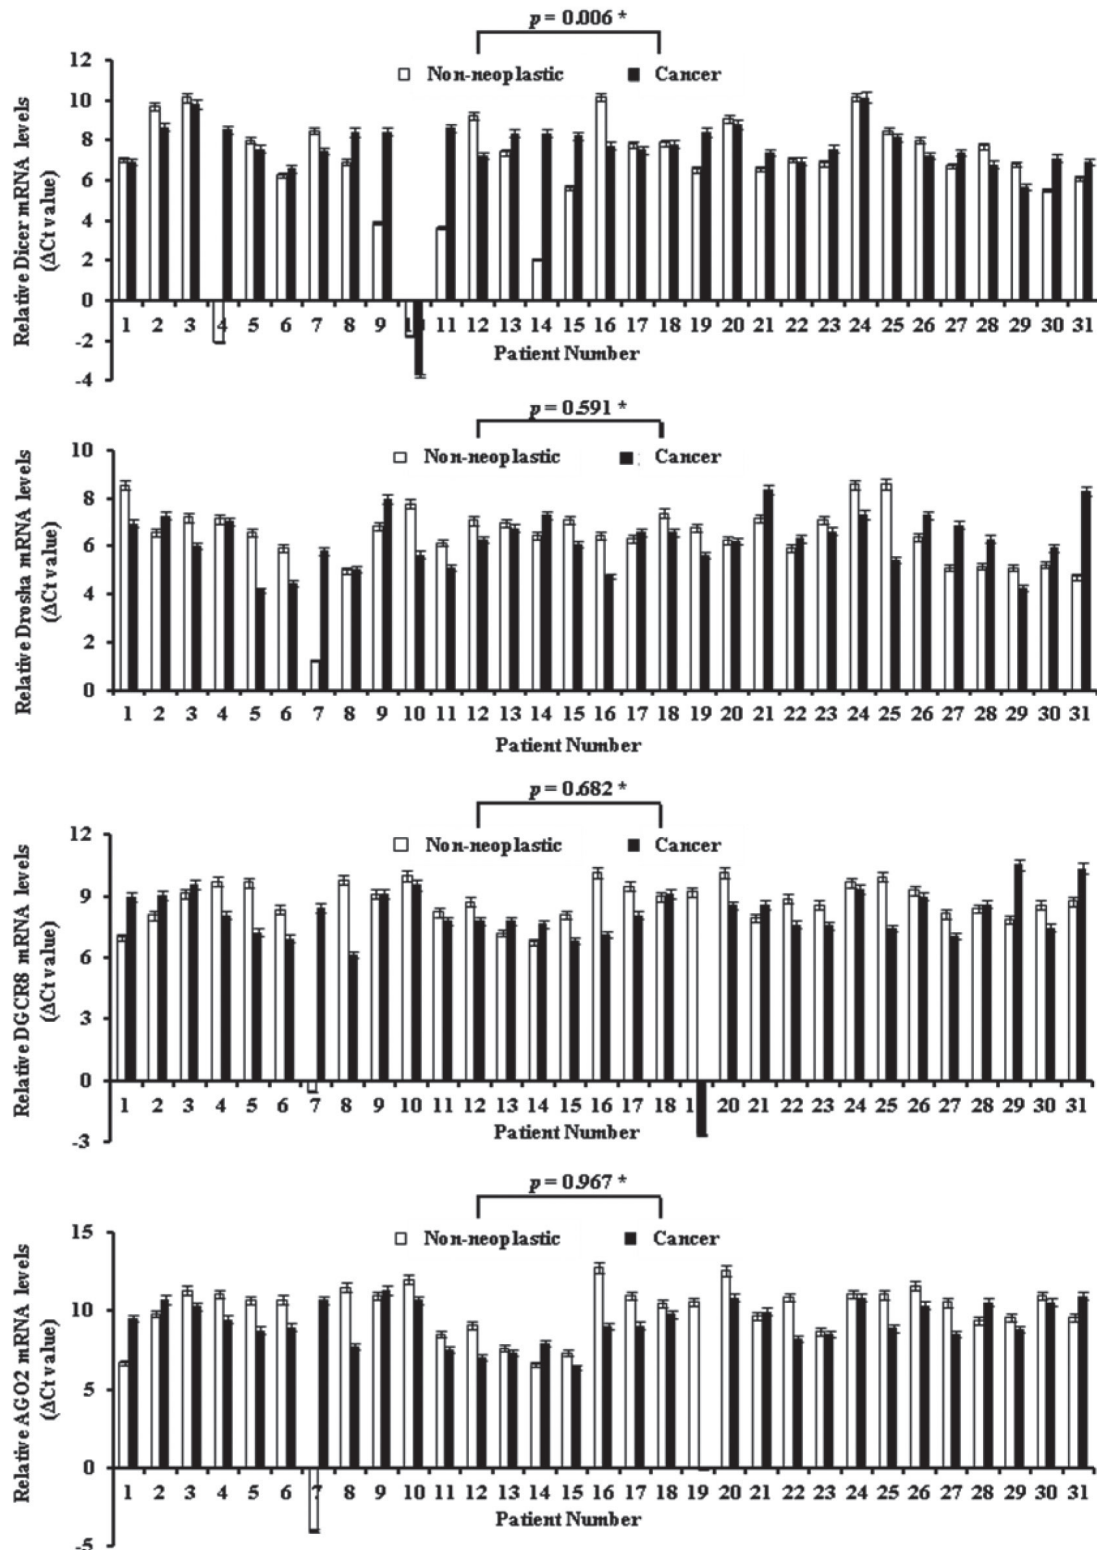 p = 0.006 *
Non-neoplastic Cancer
Relative Dicer mRNA levels
(ΔCt value)
12
10
8
6
4
2
0
-2
-4
1 2 3 4 5 6 7 8 9 10 11 12 13 14 15 16 17 18 19 20 21 22 23 24 25 26 27 28 29 30 31
Patient Number
p = 0.591 *
Non-neoplastic Cancer
Relative Drosha mRNA levels
(ΔCt value)
10
8
6
4
2
0
1 2 3 4 5 6 7 8 9 10 11 12 13 14 15 16 17 18 19 20 21 22 23 24 25 26 27 28 29 30 31
Patient Number
p = 0.682 *
Non-neoplastic Cancer
Relative DGCR8 mRNA levels
(ΔCt value)
12
9
6
3
0
-3
1 2 3 4 5 6 7 8 9 10 11 12 13 14 15 16 17 18 1 20 21 22 23 24 25 26 27 28 29 30 31
Patient Number
p = 0.967 *
Non-neoplastic Cancer
Relative AGO2 mRNA levels
(ΔCt value)
15
10
5
0
-5
1 2 3 4 5 6 7 8 9 10 11 12 13 14 15 16 17 18 19 20 21 22 23 24 25 26 27 28 29 30 31
Patient Number